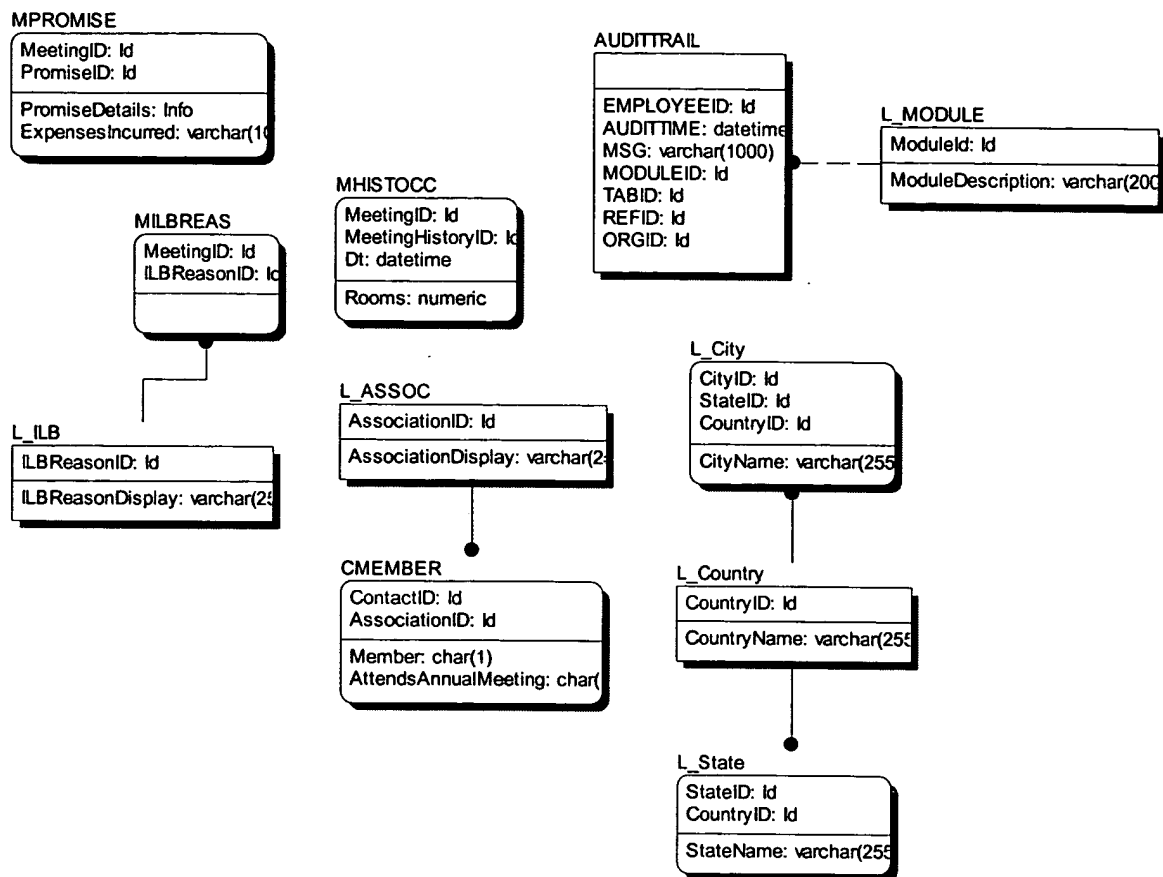 MPROMISE
MeetingID: Id
PromiseID: Id
PromiseDetails: Info
ExpensesIncurred: varchar(10
AUDITTRAIL
EMPLOYEEID: Id
AUDITTIME: datetime
MSG: varchar(1000)
MODULEID: Id
TABID: Id
REFID: Id
ORGID: Id
L_MODULE
ModuleId: Id
ModuleDescription: varchar(200
MHISTOCC
MeetingID: Id
MeetingHistoryID: Id
Dt: datetime
Rooms: numeric
MILBREAS
MeetingID: Id
ILBReasonID: Id
L_ILB
ILBReasonID: Id
ILBReasonDisplay: varchar(25
L_ASSOC
AssociationID: Id
AssociationDisplay: varchar(2
CMEMBER
ContactID: Id
AssociationID: Id
Member: char(1)
AttendsAnnualMeeting: char(
L_City
CityID: Id
StateID: Id
CountryID: Id
CityName: varchar(255
L_Country
CountryID: Id
CountryName: varchar(255
L_State
StateID: Id
CountryID: Id
StateName: varchar(255